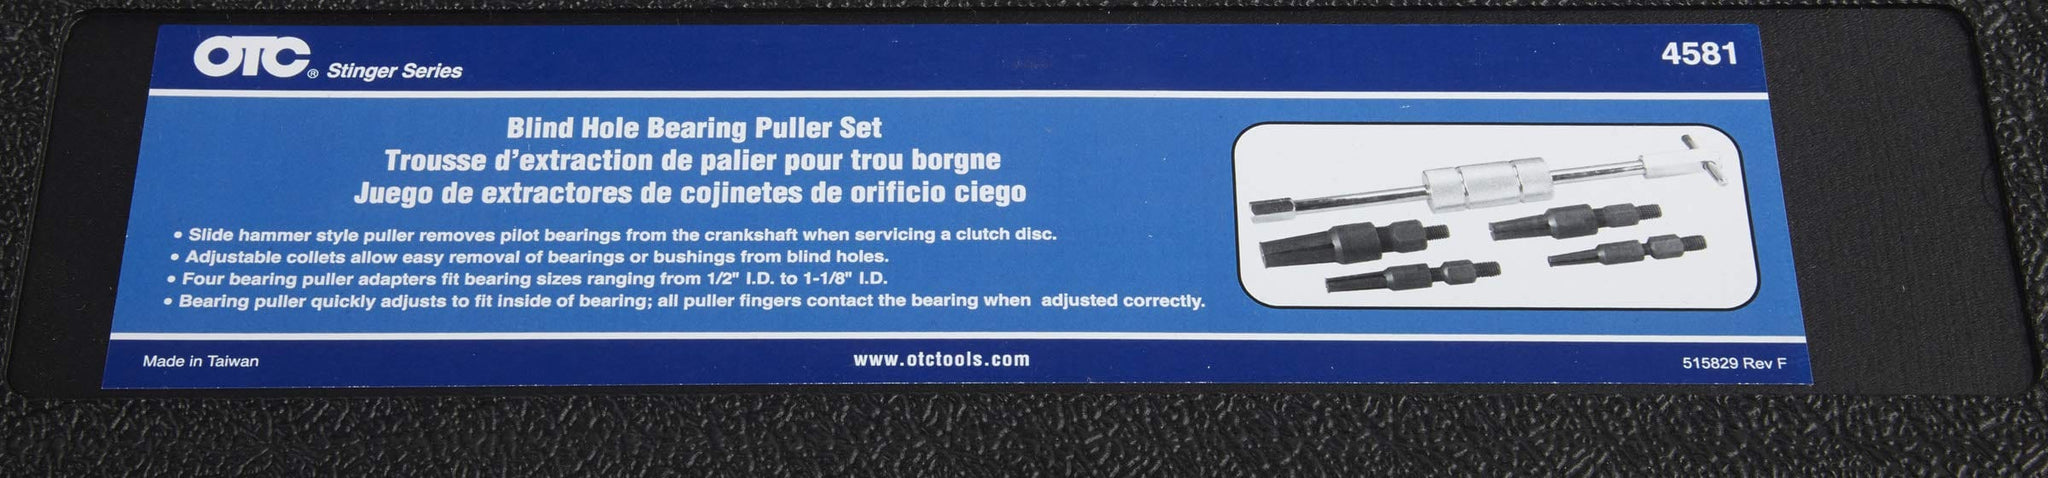 OTC® Stinger Series
4581
Blind Hole Bearing Puller Set
Trousse d'extraction de palier pour trou borgne
Juego de extractores de cojinetes de orificio ciego
• Slide hammer style puller removes pilot bearings from the crankshaft when servicing a clutch disc.
• Adjustable collets allow easy removal of bearings or bushings from blind holes.
• Four bearing puller adapters fit bearing sizes ranging from 1/2" I.D. to 1-1/8" I.D.
• Bearing puller quickly adjusts to fit inside of bearing; all puller fingers contact the bearing when adjusted correctly.
Made in Taiwan
www.otctools.com
515829 Rev F